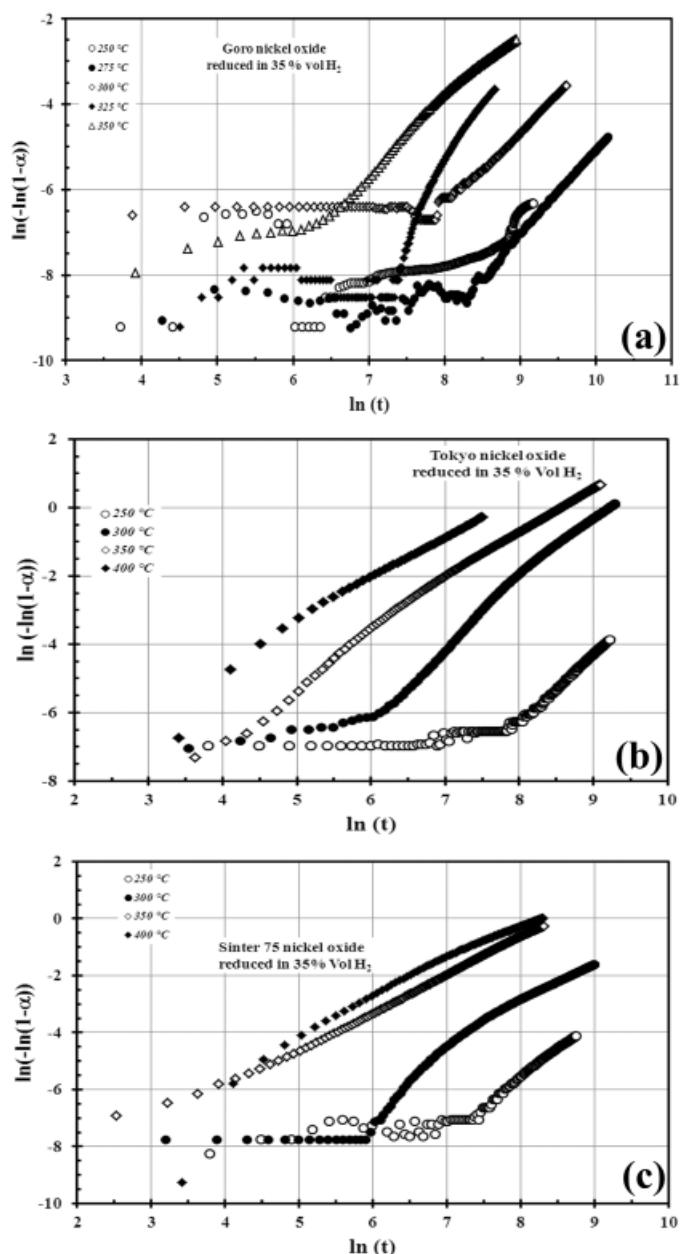 -2
Goro nickel oxide
reduced in 35 % vol H₂
250 °C
275 °C
300 °C
325 °C
350 °C
-4
-6
-8
-10
ln(-ln(1-α))
(a)
3 4 5 6 7 8 9 10 11
ln (t)
2
Tokyo nickel oxide
reduced in 35 % Vol H₂
0
250 °C
300 °C
350 °C
400 °C
-2
-4
-6
-8
ln (-ln(1-α))
(b)
2 3 4 5 6 7 8 9 10
ln (t)
2
250 °C
300 °C
350 °C
400 °C
0
Sinter 75 nickel oxide
reduced in 35% Vol H₂
-2
-4
-6
-8
-10
ln(-ln(1-α))
(c)
2 3 4 5 6 7 8 9 10
ln (t)